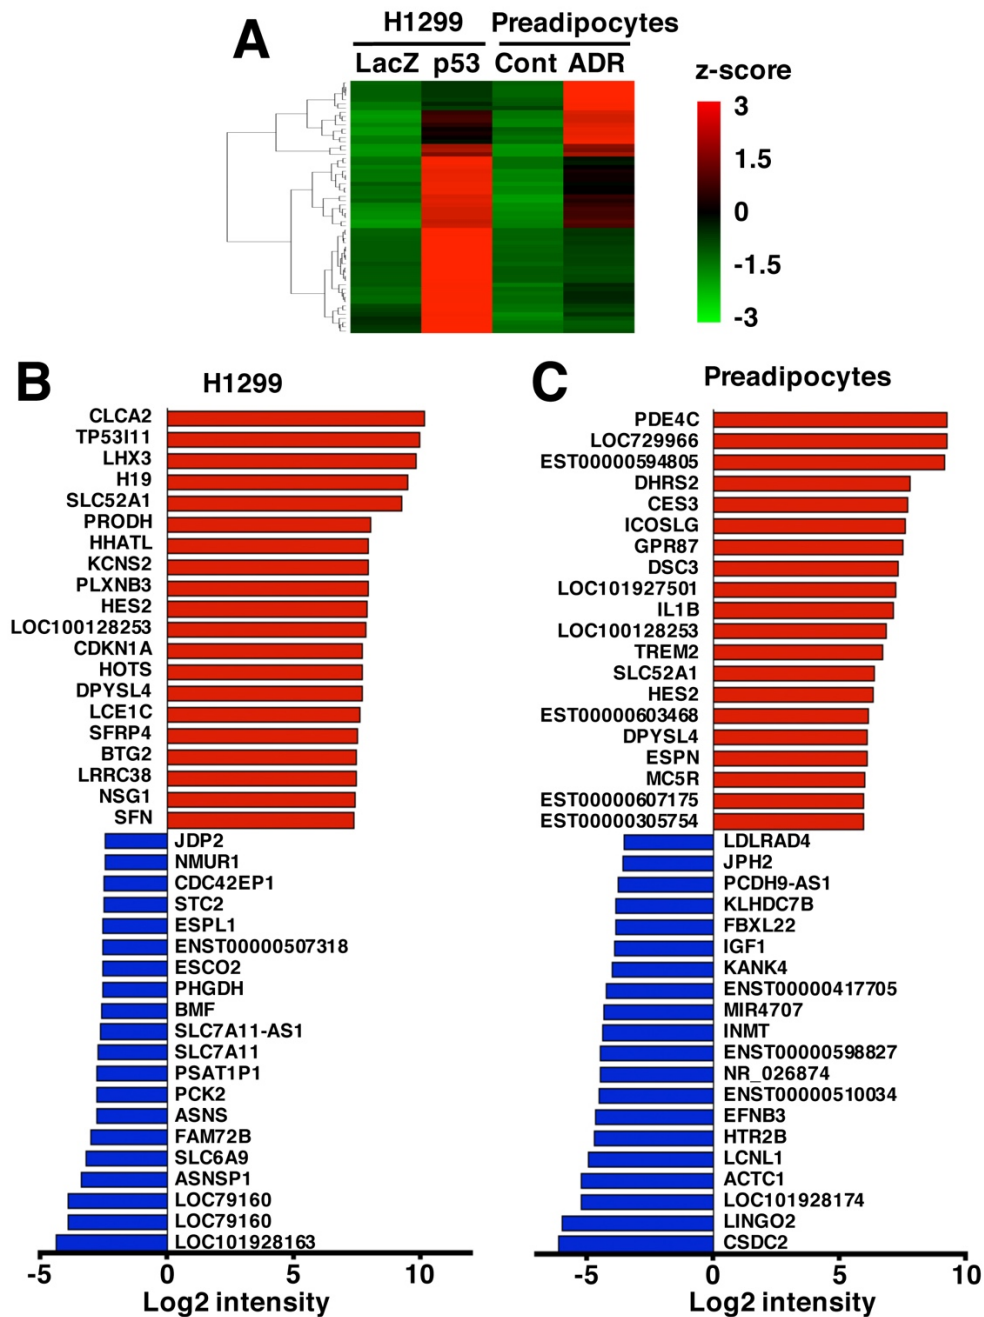 A
H1299 Preadipocytes
LacZ p53 Cont ADR
z-score
3
1.5
0
-1.5
-3
B
H1299
CLCA2
TP53I11
LHX3
H19
SLC52A1
PRODH
HHATL
KCNS2
PLXNB3
HES2
LOC100128253
CDKN1A
HOTS
DPYSL4
LCE1C
SFRP4
BTG2
LRRC38
NSG1
SFN
JDP2
NMUR1
CDC42EP1
STC2
ESPL1
ENST00000507318
ESCO2
PHGDH
BMF
SLC7A11-AS1
SLC7A11
PSAT1P1
PCK2
ASNS
FAM72B
SLC6A9
ASNSP1
LOC79160
LOC79160
LOC101928163
-5 0 5 10
Log2 intensity
C
Preadipocytes
PDE4C
LOC729966
EST00000594805
DHRS2
CES3
ICOSLG
GPR87
DSC3
LOC101927501
IL1B
LOC100128253
TREM2
SLC52A1
HES2
EST00000603468
DPYSL4
ESPN
MC5R
EST00000607175
EST00000305754
LDLRAD4
JPH2
PCDH9-AS1
KLHDC7B
FBXL22
IGF1
KANK4
ENST00000417705
MIR4707
INMT
ENST00000598827
NR_026874
ENST00000510034
EFNB3
HTR2B
LCNL1
ACTC1
LOC101928174
LINGO2
CSDC2
-5 0 5 10
Log2 intensity